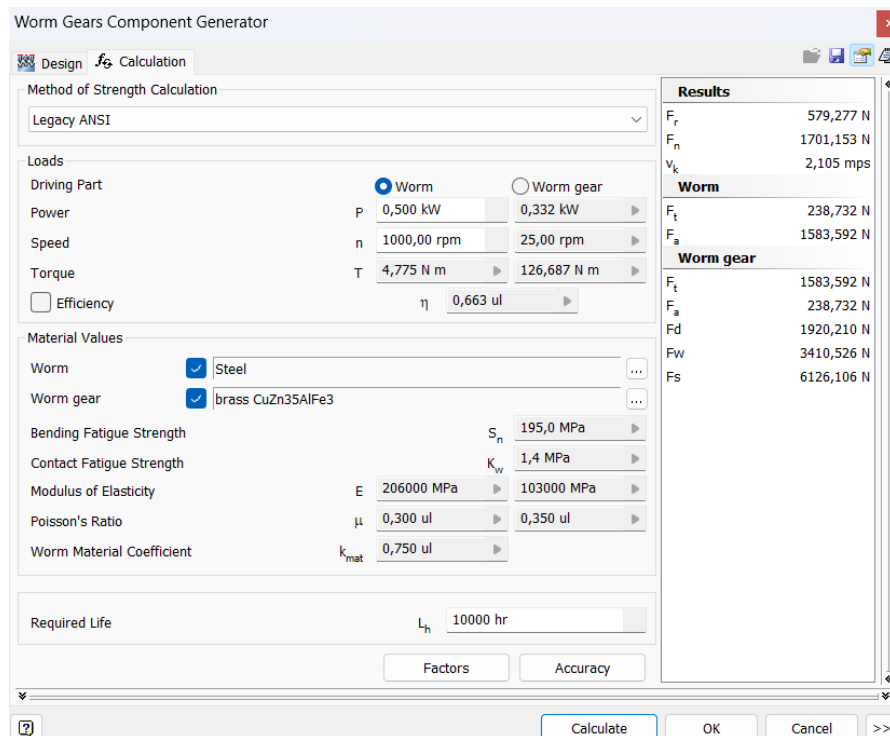 Worm Gears Component Generator
Design
Calculation
Method of Strength Calculation
Legacy ANSI
Loads
Driving Part Worm Worm gear
Power P 0,500 kW 0,332 kW
Speed n 1000,00 rpm 25,00 rpm
Torque T 4,775 N m 126,687 N m
Efficiency η 0,663 ul
Material Values
Worm Steel ...
Worm gear brass CuZn35AlFe3 ...
Bending Fatigue Strength Sn 195,0 MPa
Contact Fatigue Strength Kw 1,4 MPa
Modulus of Elasticity E 206000 MPa 103000 MPa
Poisson's Ratio μ 0,300 ul 0,350 ul
Worm Material Coefficient kmat 0,750 ul
Required Life Lh 10000 hr
Factors Accuracy
Results
Fr 579,277 N
Fn 1701,153 N
vk 2,105 mps
Worm
Ft 238,732 N
Fa 1583,592 N
Worm gear
Ft 1583,592 N
Fa 238,732 N
Fd 1920,210 N
Fw 3410,526 N
Fs 6126,106 N
? Calculate OK Cancel >>